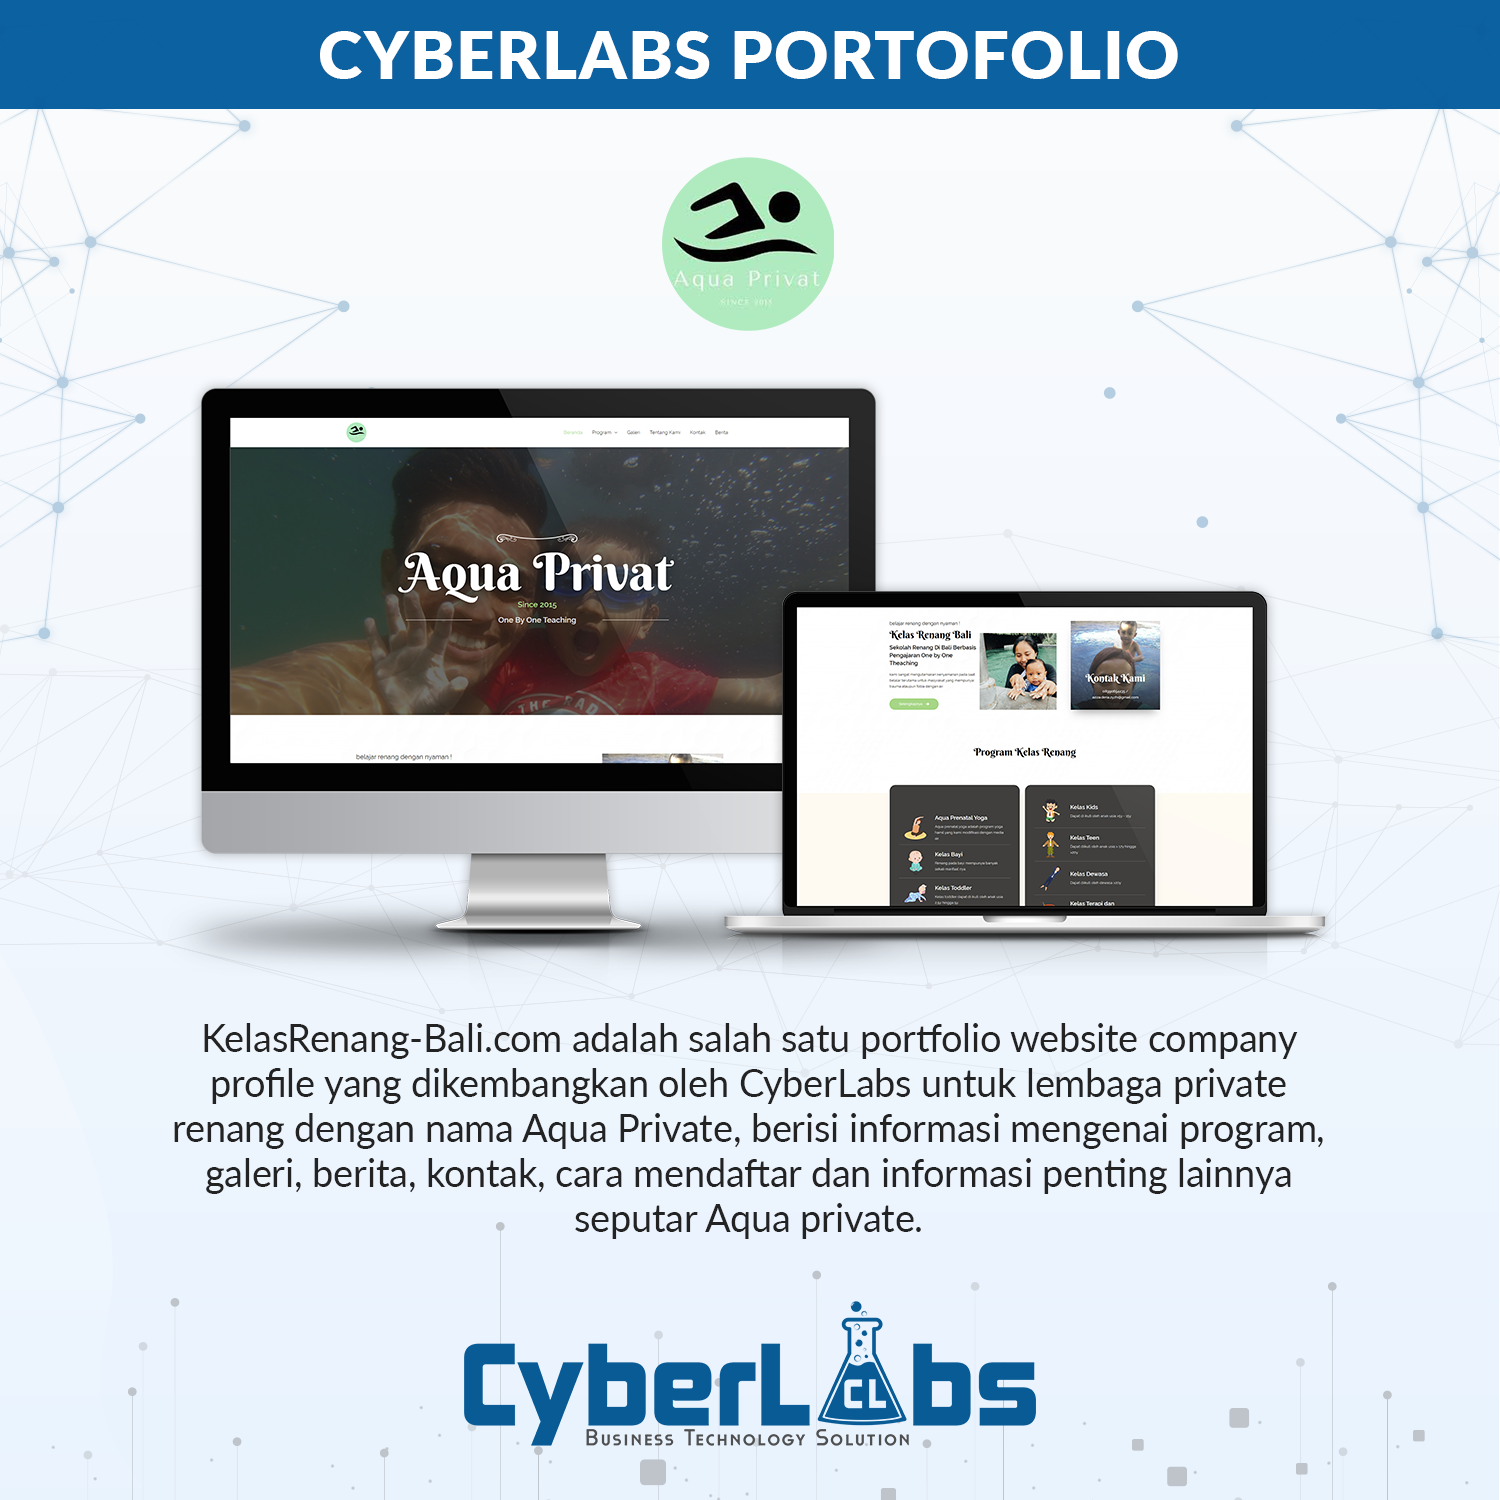 CYBERLABS PORTOFOLIO
Aqua Privat
SINCE 2015
Beranda Program Galeri Tentang Kami Kontak Berita
Aqua Privat
Since 2015
One By One Teaching
belajar renang dengan nyaman !
belajar renang dengan nyaman !
Kelas Renang Bali
Sekolah Renang Di Bali Berbasis
Pengajaran One by One
Theaching
Kontak Kami
Program Kelas Renang
Aqua Prenatal Yoga
Kelas Bayi
Kelas Toddler
Kelas Kids
Kelas Teen
Kelas Dewasa
Kelas Terapi dan
KelasRenang-Bali.com adalah salah satu portfolio website company
profile yang dikembangkan oleh CyberLabs untuk lembaga private
renang dengan nama Aqua Private, berisi informasi mengenai program,
galeri, berita, kontak, cara mendaftar dan informasi penting lainnya
seputar Aqua private.
CyberLabs
CL
BUSINESS TECHNOLOGY SOLUTION